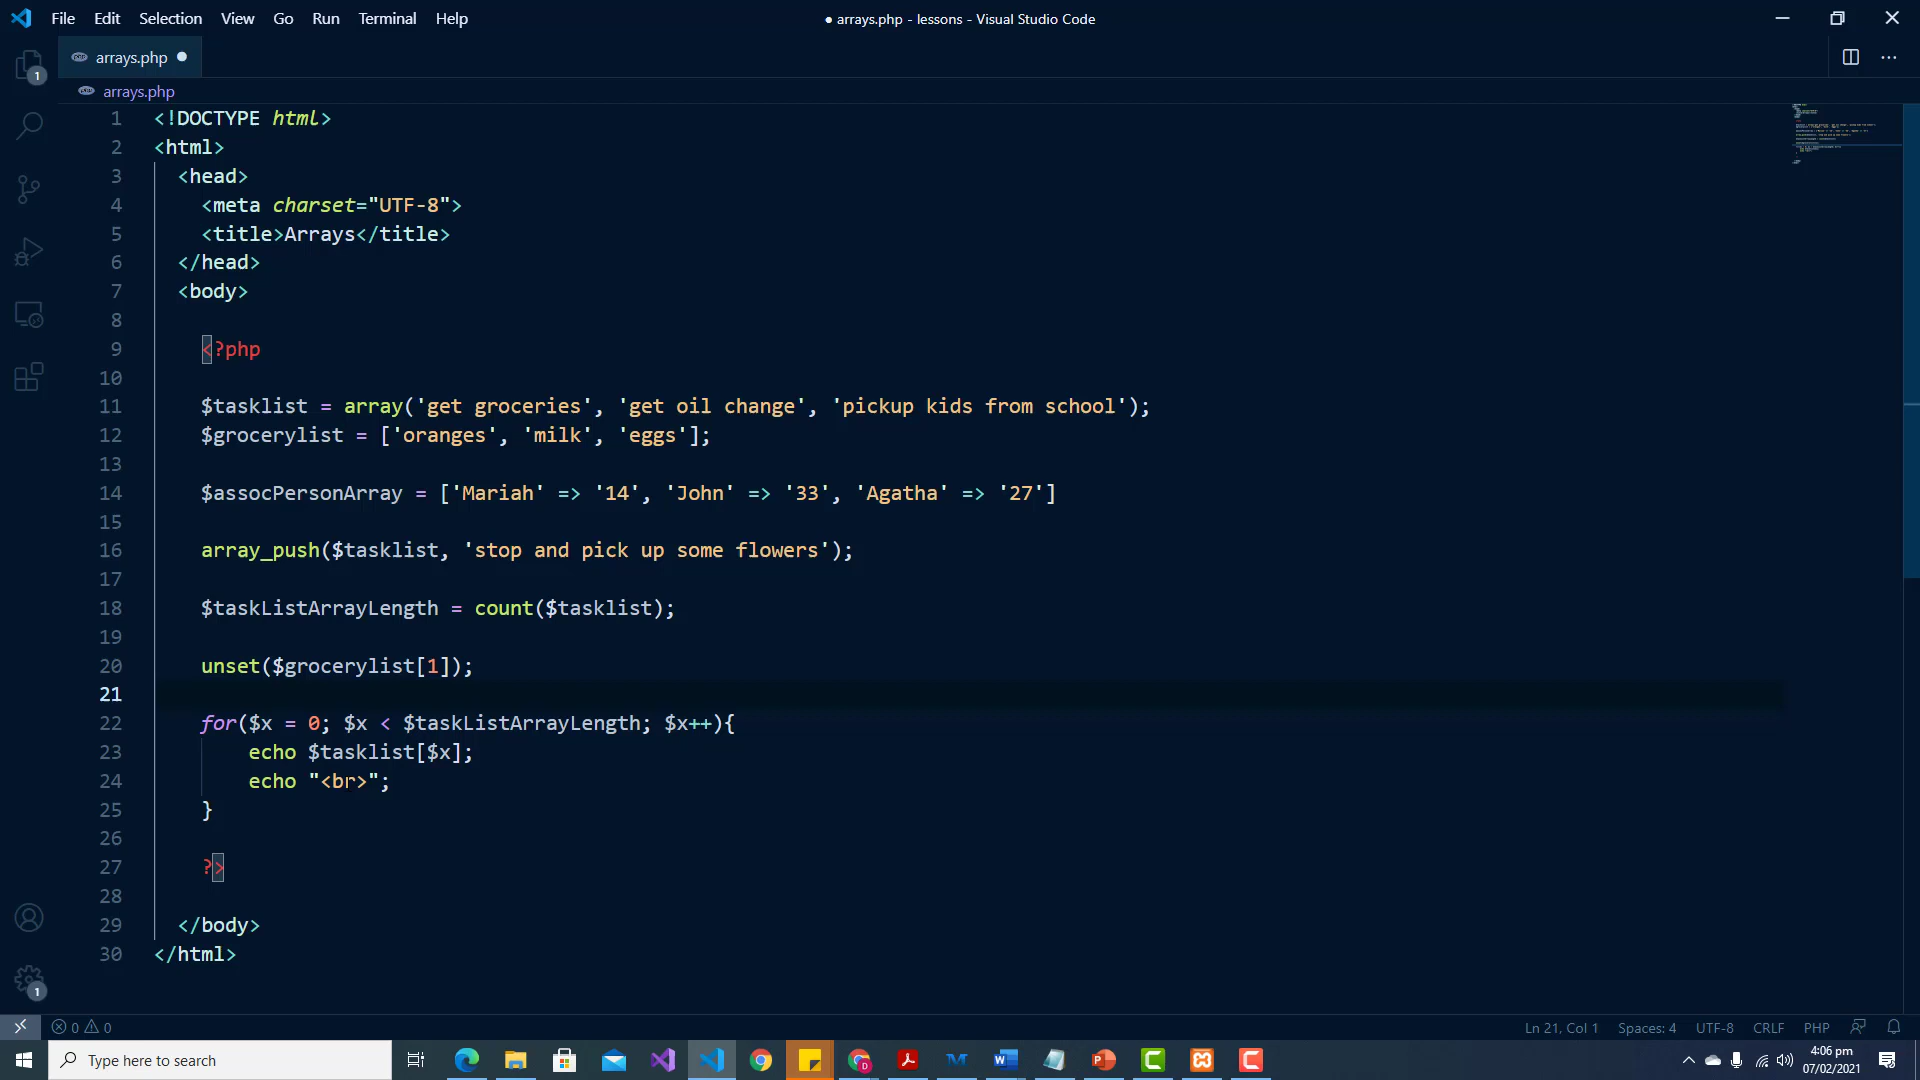 File Edit Selection View Go Run Terminal Help
● arrays.php - lessons - Visual Studio Code
arrays.php ●
1
arrays.php
1 <!DOCTYPE html>
2 <html>
3 <head>
4 <meta charset="UTF-8">
5 <title>Arrays</title>
6 </head>
7 <body>
8
9 <?php
10
11 $tasklist = array('get groceries', 'get oil change', 'pickup kids from school');
12 $grocerylist = ['oranges', 'milk', 'eggs'];
13
14 $assocPersonArray = ['Mariah' => '14', 'John' => '33', 'Agatha' => '27']
15
16 array_push($tasklist, 'stop and pick up some flowers');
17
18 $taskListArrayLength = count($tasklist);
19
20 unset($grocerylist[1]);
21
22 for($x = 0; $x < $taskListArrayLength; $x++){
23 echo $tasklist[$x];
24 echo "<br>";
25 }
26
27 ?>
28
29 </body>
30 </html>
1
0 0
Ln 21, Col 1 Spaces: 4 UTF-8 CRLF PHP
Type here to search
4:06 pm
07/02/2021